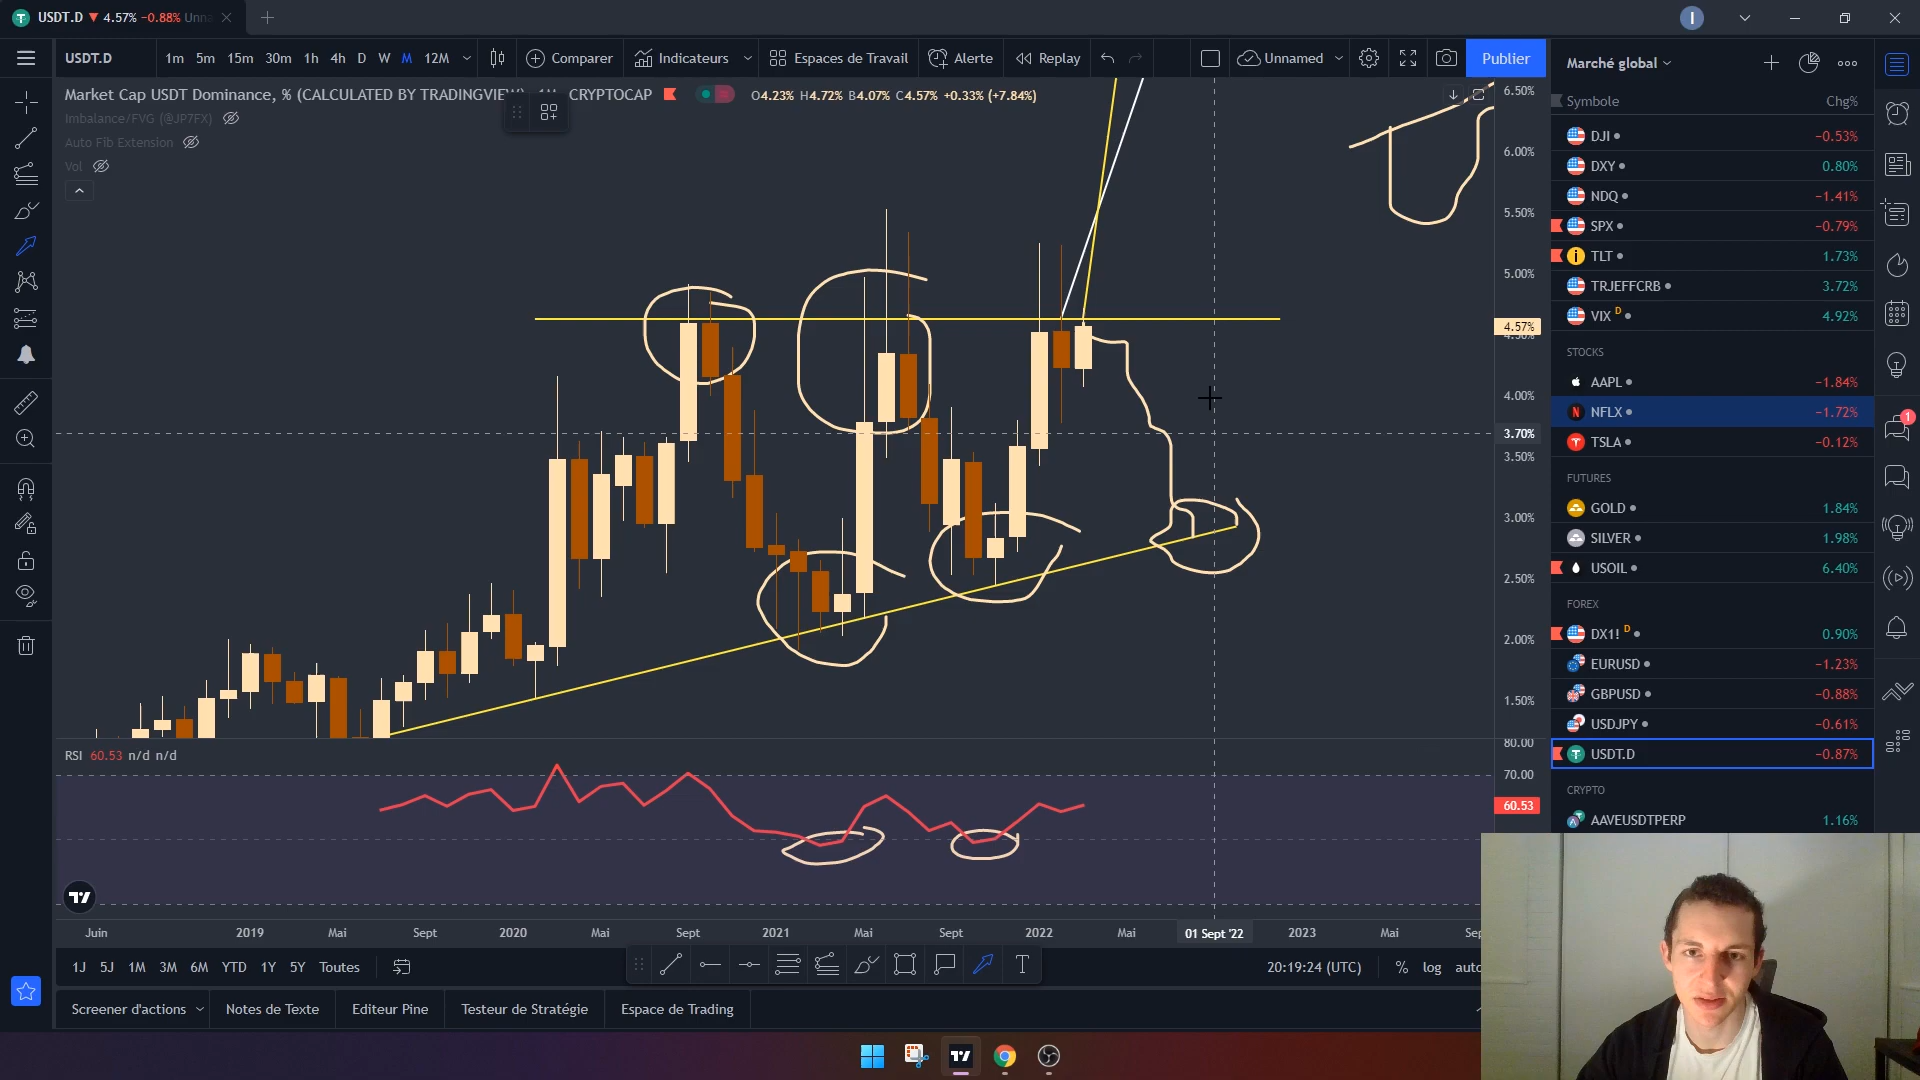 USDT.D ▼ 4.57% −0.88% Unn
I
USDT.D
1m 5m 15m 30m 1h 4h D W M 12M
Comparer
Indicateurs
Espaces de Travail
Alerte
Replay
Unnamed
Publier
Market Cap USDT Dominance, % (CALCULATED BY TRADINGVIEW) CRYPTOCAP
O4.23% H4.72% B4.07% C4.57% +0.33% (+7.84%)
Imbalance/FVG (@JP7FX)
Auto Fib Extension
Vol
6.50%
6.00%
5.50%
5.00%
4.57%
4.50%
4.00%
3.70%
3.50%
3.00%
2.50%
2.00%
1.50%
RSI 60.53 n/d n/d
80.00
70.00
60.53
Juin 2019 Mai Sept 2020 Mai Sept 2021 Mai Sept 2022 Mai 01 Sept '22 2023 Mai Sep
1J 5J 1M 3M 6M YTD 1Y 5Y Toutes
T
20:19:24 (UTC) % log auto
Screener d'actions Notes de Texte Editeur Pine Testeur de Stratégie Espace de Trading
Marché global
Symbole Chg%
DJI −0.53%
DXY 0.80%
NDQ −1.41%
SPX −0.79%
TLT 1.73%
TRJEFFCRB 3.72%
VIX D 4.92%
STOCKS
AAPL −1.84%
NFLX −1.72%
TSLA −0.12%
FUTURES
GOLD 1.84%
SILVER 1.98%
USOIL 6.40%
FOREX
DX1! D 0.90%
EURUSD −1.23%
GBPUSD −0.88%
USDJPY −0.61%
USDT.D −0.87%
CRYPTO
AAVEUSDTPERP 1.16%
1